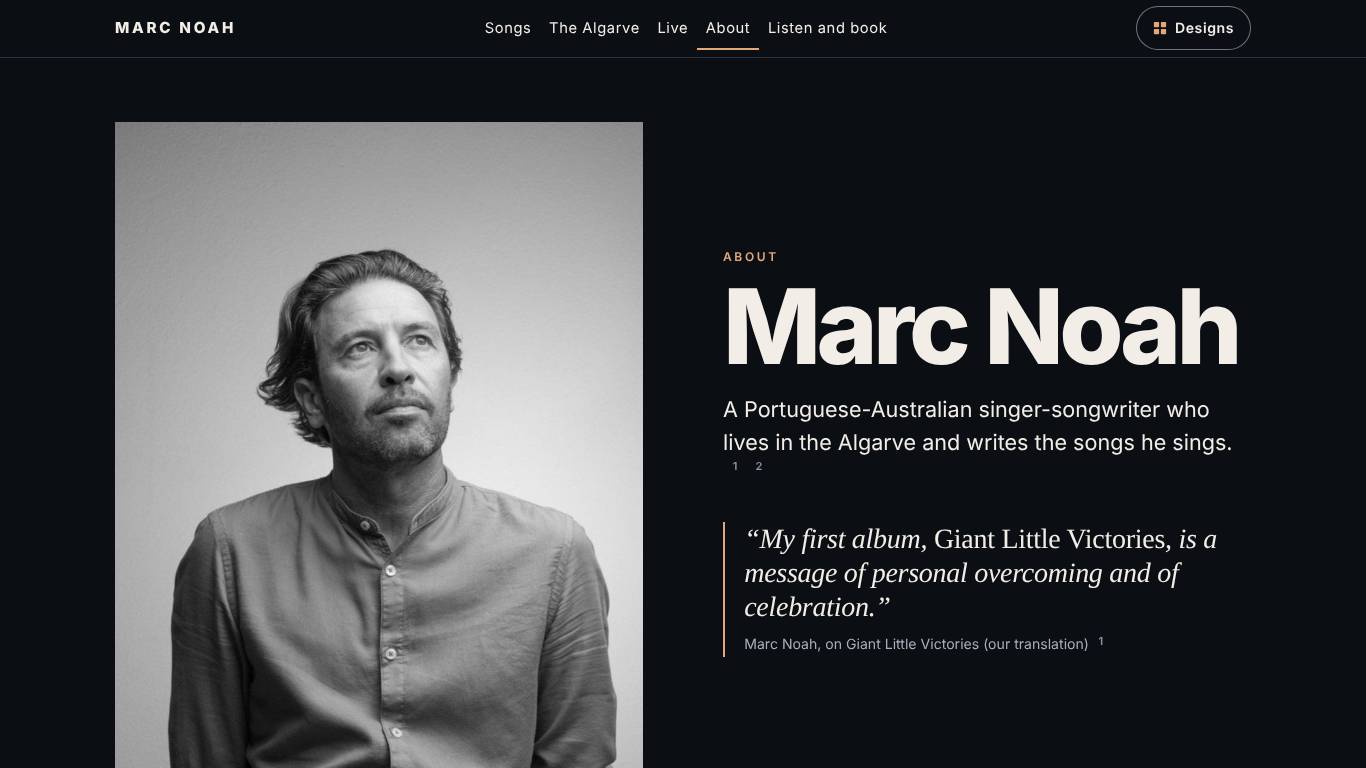 MARC NOAH
Songs The Algarve Live About Listen and book
Designs
ABOUT
Marc Noah
A Portuguese-Australian singer-songwriter who
lives in the Algarve and writes the songs he sings.
1 2
“My first album, Giant Little Victories, is a
message of personal overcoming and of
celebration.”
Marc Noah, on Giant Little Victories (our translation) 1